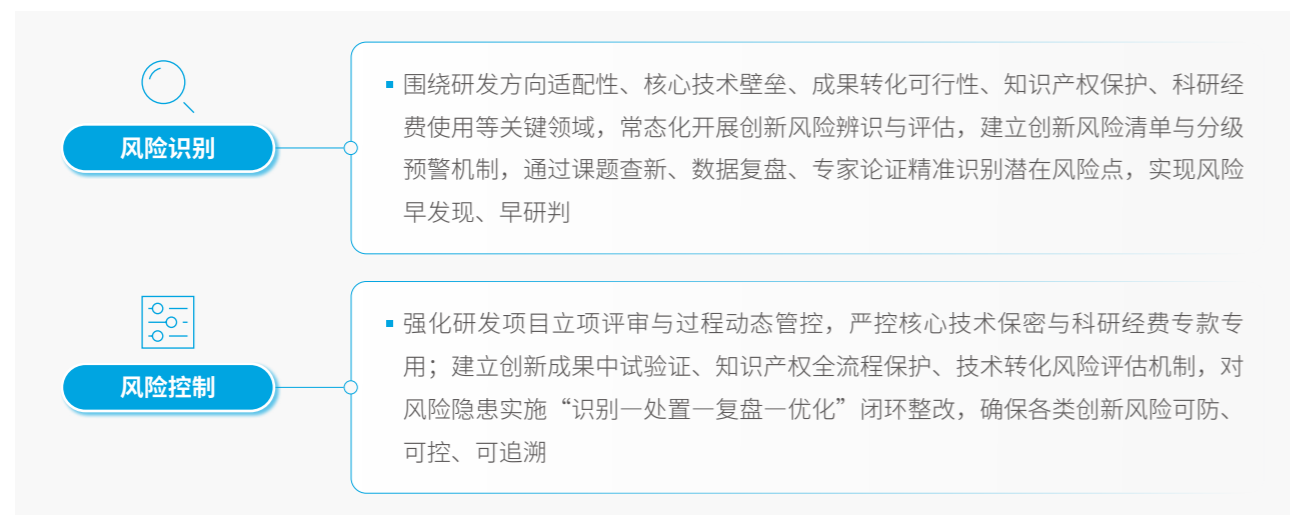 风险识别
围绕研发方向适配性、核心技术壁垒、成果转化可行性、知识产权保护、科研经
费使用等关键领域，常态化开展创新风险辨识与评估，建立创新风险清单与分级
预警机制，通过课题查新、数据复盘、专家论证精准识别潜在风险点，实现风险
早发现、早研判
风险控制
强化研发项目立项评审与过程动态管控，严控核心技术保密与科研经费专款专
用；建立创新成果中试验证、知识产权全流程保护、技术转化风险评估机制，对
风险隐患实施“识别—处置—复盘—优化”闭环整改，确保各类创新风险可防、
可控、可追溯